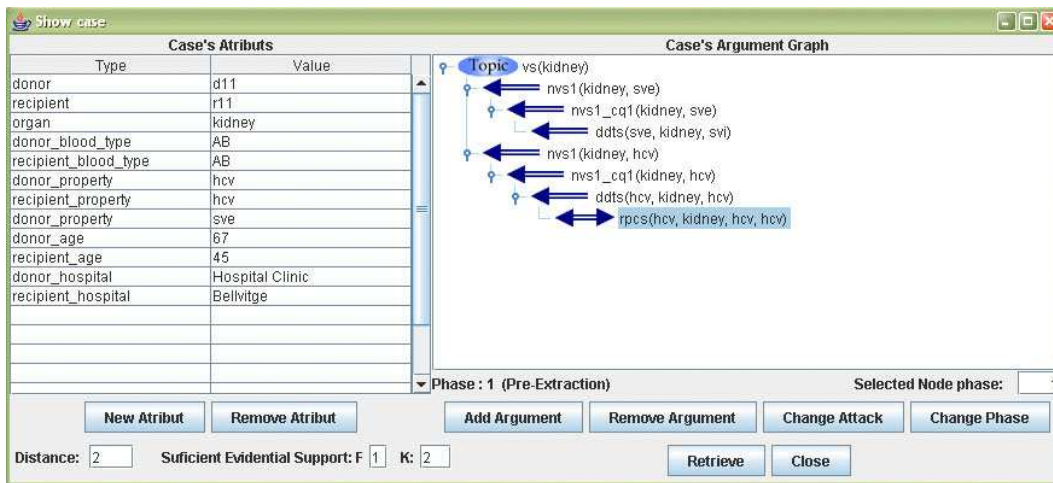 Show case
Case's Atributs
Type Value
donor d11
recipient r11
organ kidney
donor_blood_type AB
recipient_blood_type AB
donor_property hcv
recipient_property hcv
donor_property sve
donor_age 67
recipient_age 45
donor_hospital Hospital Clinic
recipient_hospital Bellvitge
Case's Argument Graph
Topic vs(kidney)
nvs1(kidney, sve)
nvs1_cq1(kidney, sve)
ddts(sve, kidney, svi)
nvs1(kidney, hcv)
nvs1_cq1(kidney, hcv)
ddts(hcv, kidney, hcv)
rpcs(hcv, kidney, hcv, hcv)
Phase : 1 (Pre-Extraction) Selected Node phase:
New Atribut Remove Atribut Add Argument Remove Argument Change Attack Change Phase
Distance: 2 Suficient Evidential Support: F 1 K: 2 Retrieve Close